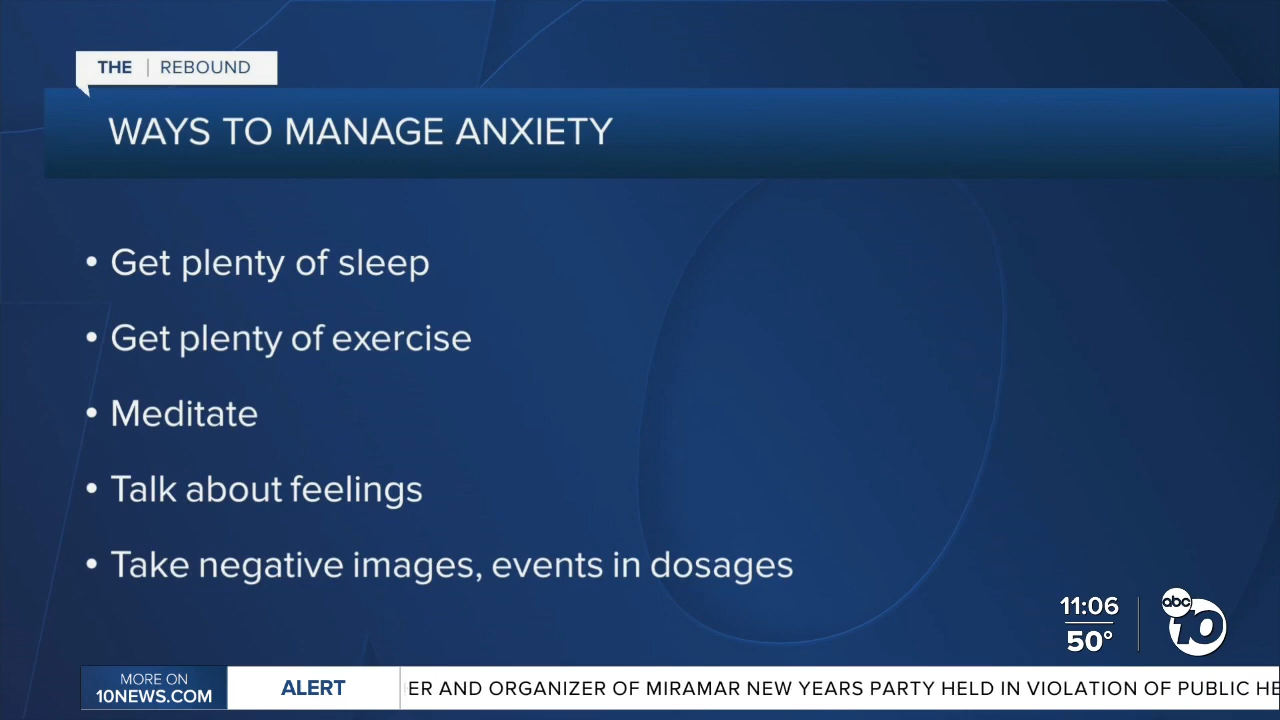 THE | REBOUND
WAYS TO MANAGE ANXIETY
• Get plenty of sleep
• Get plenty of exercise
• Meditate
• Talk about feelings
• Take negative images, events in dosages
11:06
50°
abc 10
MORE ON
10NEWS.COM
ALERT
ER AND ORGANIZER OF MIRAMAR NEW YEARS PARTY HELD IN VIOLATION OF PUBLIC HE